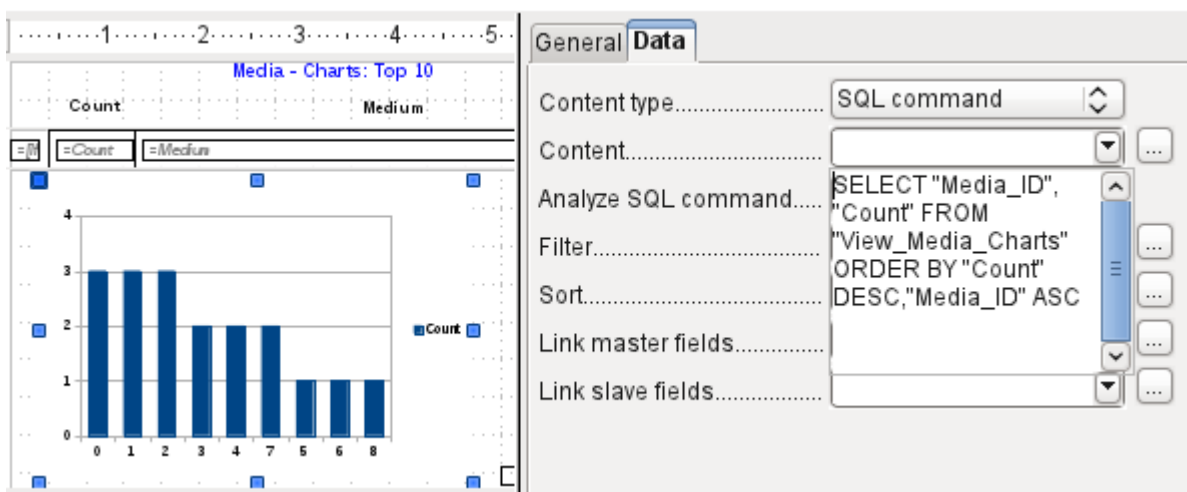 1 2 3 4 5
Media - Charts: Top 10
Count Medium
=Count =Medium
4
3
2
1
0
0 1 2 3 4 7 5 6 8
Count
General Data
Content type SQL command
Content ...
SELECT "Media_ID",
"Count" FROM
"View_Media_Charts"
ORDER BY "Count"
DESC,"Media_ID" ASC
Analyze SQL command
Filter ...
Sort ...
Link master fields ...
Link slave fields ...